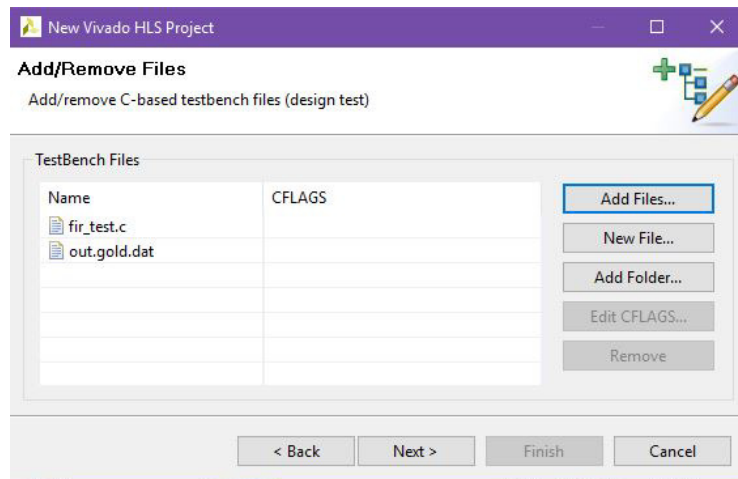 New Vivado HLS Project
Add/Remove Files
Add/remove C-based testbench files (design test)
TestBench Files
Name CFLAGS
fir_test.c
out.gold.dat
Add Files...
New File...
Add Folder...
Edit CFLAGS...
Remove
< Back Next > Finish Cancel